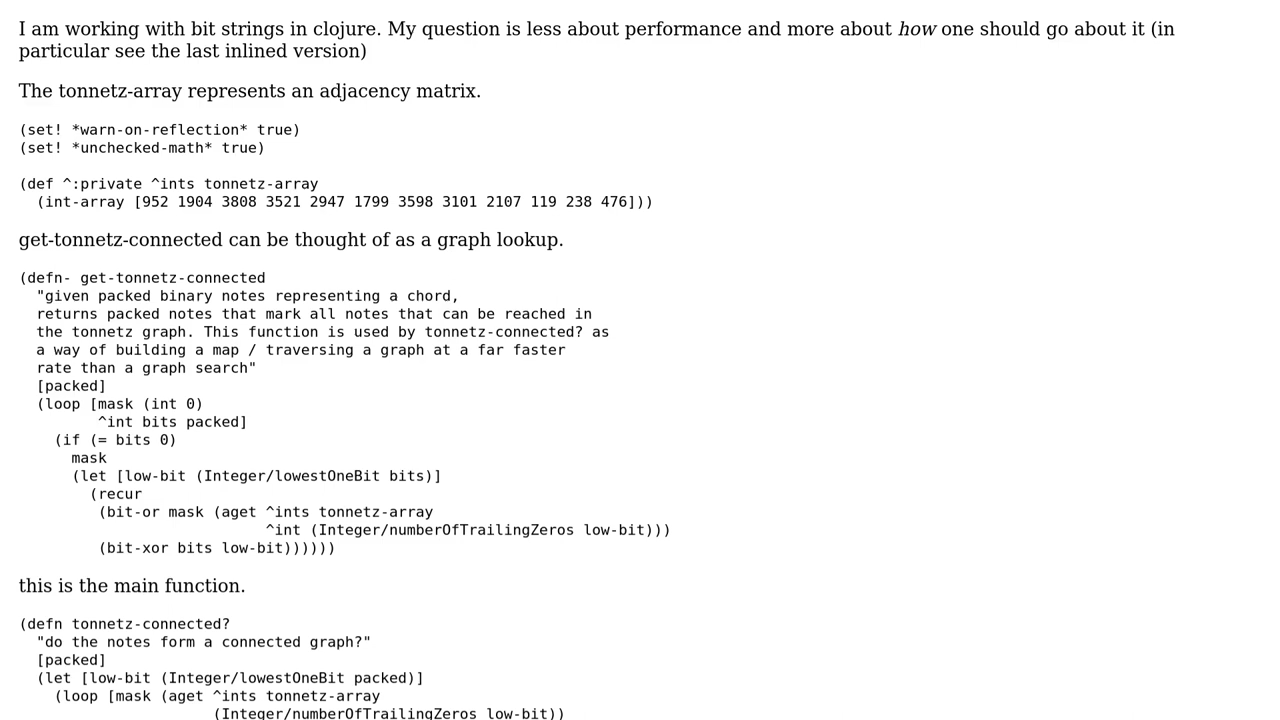 I am working with bit strings in clojure. My question is less about performance and more about how one should go about it (in
particular see the last inlined version)
The tonnetz-array represents an adjacency matrix.
(set! *warn-on-reflection* true)
(set! *unchecked-math* true)
(def ^:private ^ints tonnetz-array
  (int-array [952 1904 3808 3521 2947 1799 3598 3101 2107 119 238 476]))
get-tonnetz-connected can be thought of as a graph lookup.
(defn- get-tonnetz-connected
  "given packed binary notes representing a chord,
  returns packed notes that mark all notes that can be reached in
  the tonnetz graph. This function is used by tonnetz-connected? as
  a way of building a map / traversing a graph at a far faster
  rate than a graph search"
  [packed]
  (loop [mask (int 0)
         ^int bits packed]
    (if (= bits 0)
      mask
      (let [low-bit (Integer/lowestOneBit bits)]
        (recur
         (bit-or mask (aget ^ints tonnetz-array
                            ^int (Integer/numberOfTrailingZeros low-bit)))
         (bit-xor bits low-bit))))))
this is the main function.
(defn tonnetz-connected?
  "do the notes form a connected graph?"
  [packed]
  (let [low-bit (Integer/lowestOneBit packed)]
    (loop [mask (aget ^ints tonnetz-array
                      (Integer/numberOfTrailingZeros low-bit))